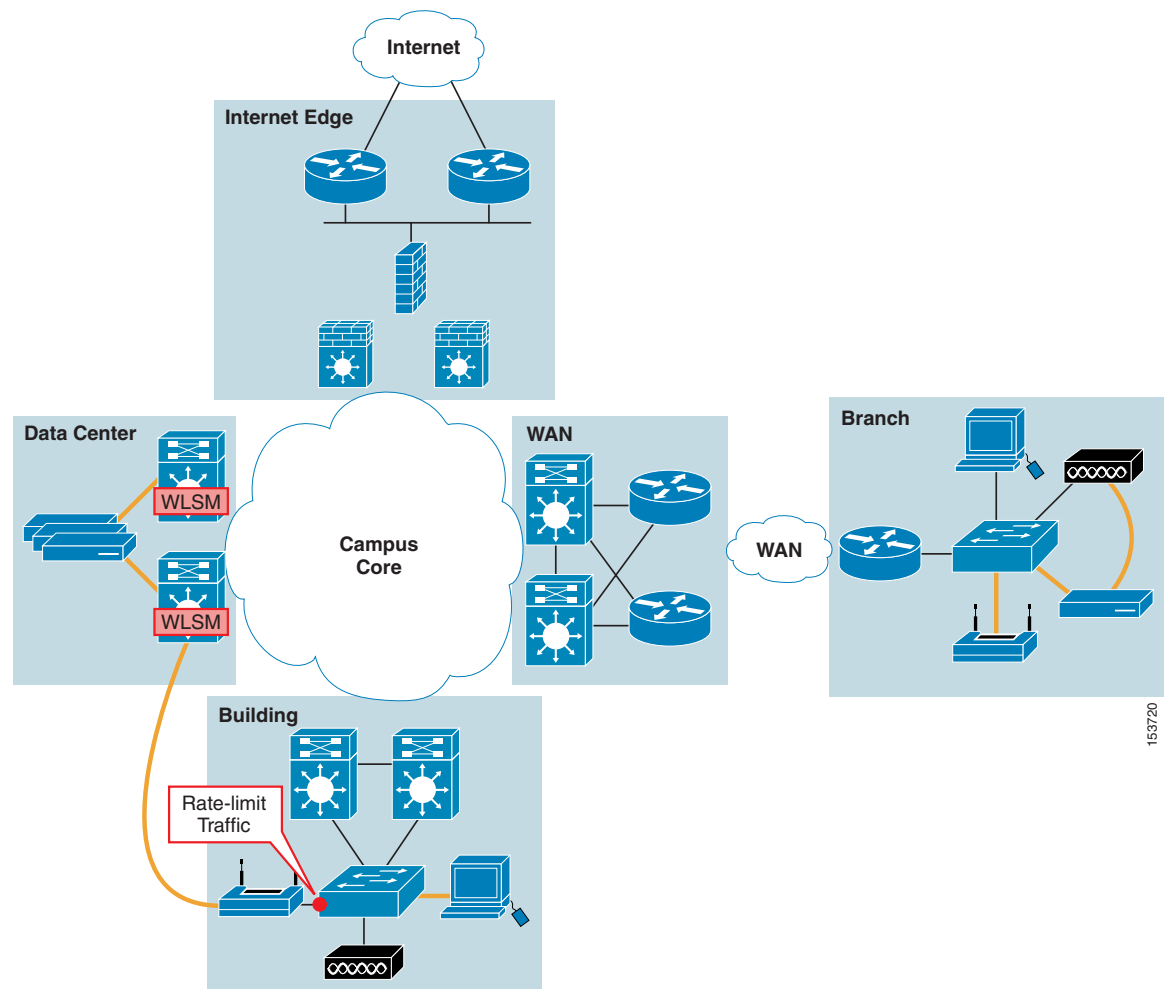 Internet
Internet Edge
Data Center
WLSM
WLSM
Campus
Core
WAN
WAN
Branch
Building
Rate-limit
Traffic
153720